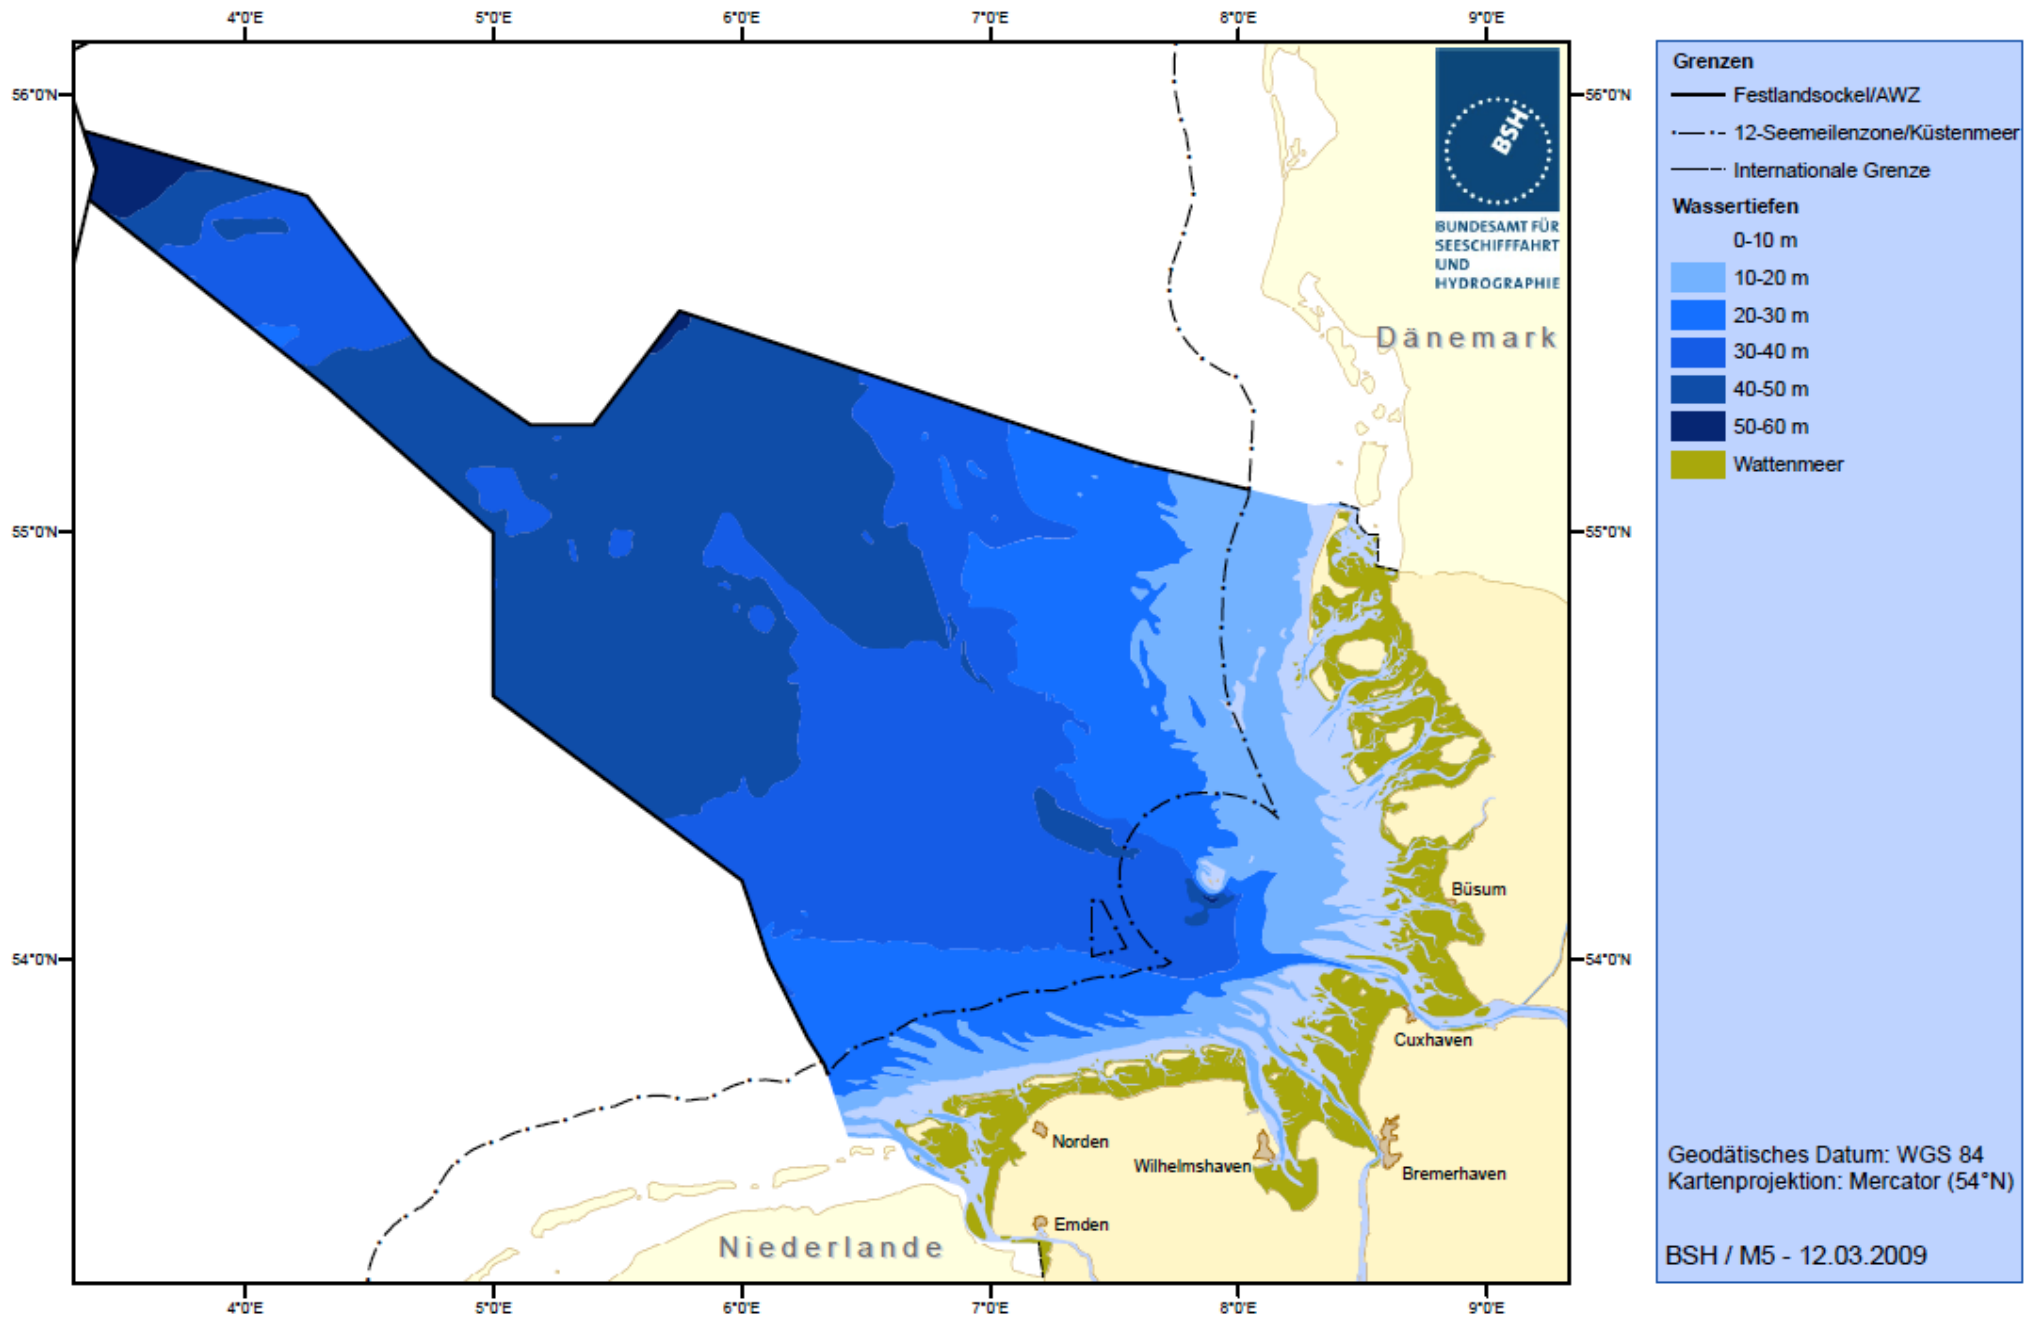 4°0'E 5°0'E 6°0'E 7°0'E 8°0'E 9°0'E
56°0'N
55°0'N
54°0'N
56°0'N
55°0'N
54°0'N
BSH
BUNDESAMT FÜR
SEESCHIFFFAHRT
UND
HYDROGRAPHIE
Dänemark
Büsum
Cuxhaven
Norden
Wilhelmshaven
Bremerhaven
Emden
Niederlande
4°0'E 5°0'E 6°0'E 7°0'E 8°0'E 9°0'E
Grenzen
Festlandsockel/AWZ
12-Seemeilenzone/Küstenmeer
Internationale Grenze
Wassertiefen
0-10 m
10-20 m
20-30 m
30-40 m
40-50 m
50-60 m
Wattenmeer
Geodätisches Datum: WGS 84
Kartenprojektion: Mercator (54°N)
BSH / M5 - 12.03.2009